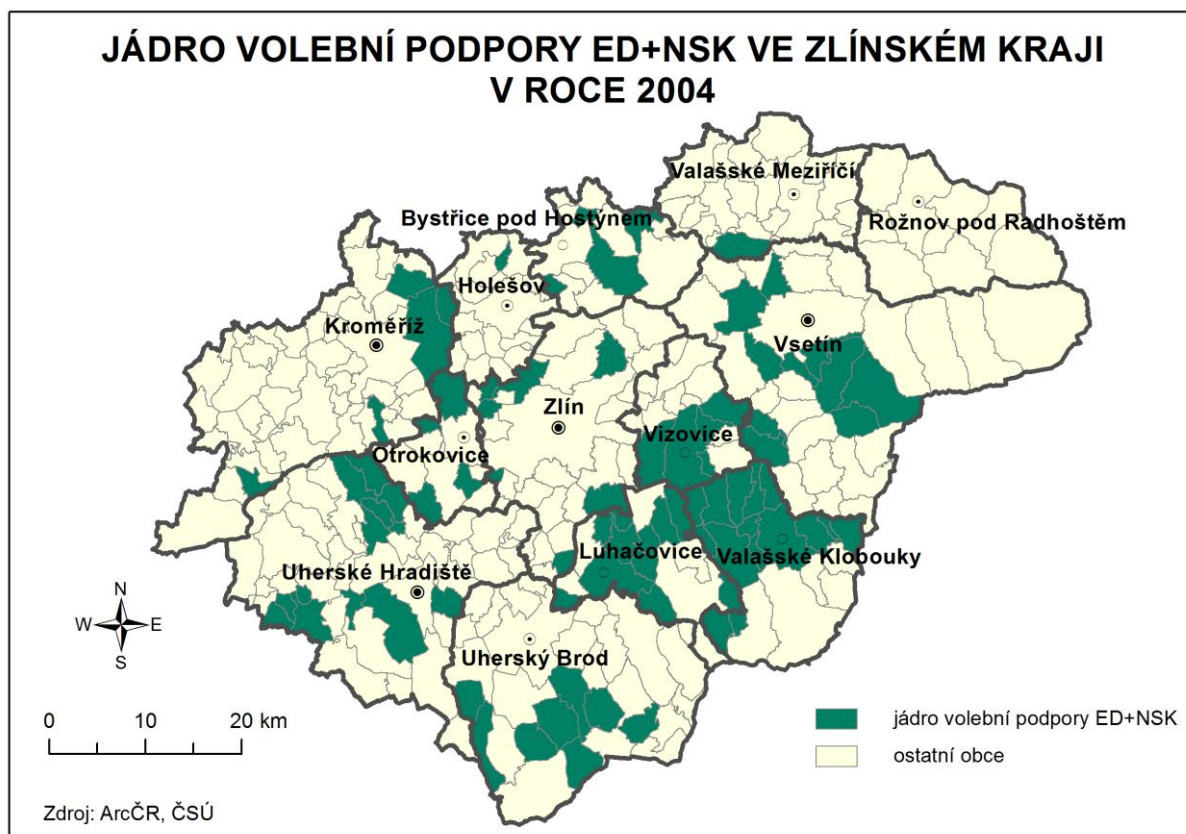 JÁDRO VOLEBNÍ PODPORY ED+NSK VE ZLÍNSKÉM KRAJI
V ROCE 2004
Valašské Meziříčí
Bystřice pod Hostýnem
Rožnov pod Radhoštěm
Holešov
Kroměříž
Vsetín
Zlín
Vizovice
Otrokovice
Luhačovice
Valašské Klobouky
Uherské Hradiště
N
W E
S
Uherský Brod
0 10 20 km
jádro volební podpory ED+NSK
ostatní obce
Zdroj: ArcČR, ČSÚ